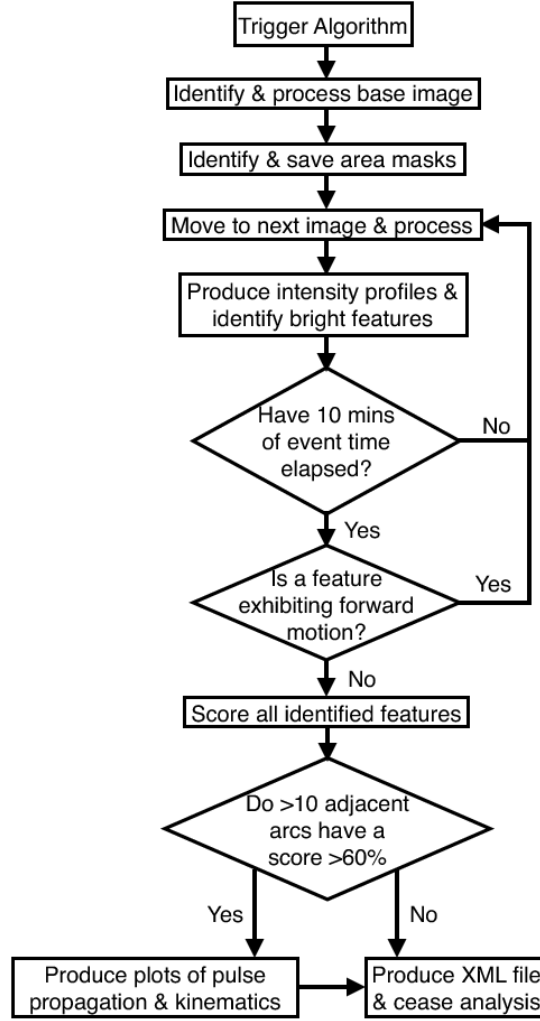 Trigger Algorithm
Identify & process base image
Identify & save area masks
Move to next image & process
Produce intensity profiles &
identify bright features
Have 10 mins
of event time
elapsed?
No
Yes
Is a feature
exhibiting forward
motion?
Yes
No
Score all identified features
Do >10 adjacent
arcs have a
score >60%
Yes
No
Produce plots of pulse
propagation & kinematics
Produce XML file
& cease analysis